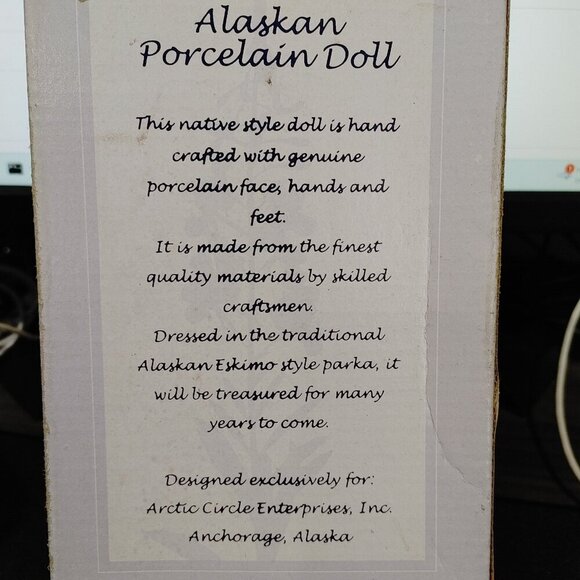 Alaskan
Porcelain Doll
This native style doll is hand
crafted with genuine
porcelain face, hands and
feet.
It is made from the finest
quality materials by skilled
craftsmen.
Dressed in the traditional
Alaskan Eskimo style parka, it
will be treasured for many
years to come.
Designed exclusively for:
Arctic Circle Enterprises, Inc.
Anchorage, Alaska